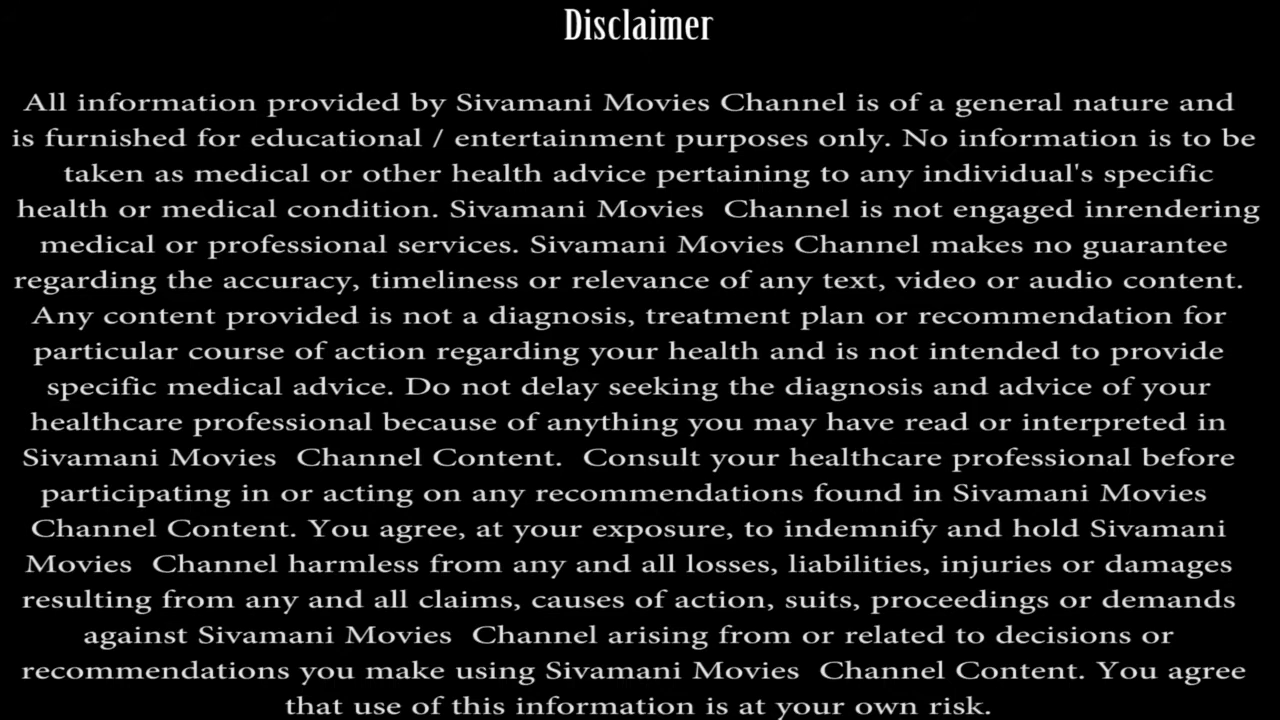 Disclaimer
All information provided by Sivamani Movies Channel is of a general nature and
is furnished for educational / entertainment purposes only. No information is to be
taken as medical or other health advice pertaining to any individual's specific
health or medical condition. Sivamani Movies  Channel is not engaged inrendering
medical or professional services. Sivamani Movies Channel makes no guarantee
regarding the accuracy, timeliness or relevance of any text, video or audio content.
Any content provided is not a diagnosis, treatment plan or recommendation for
particular course of action regarding your health and is not intended to provide
specific medical advice. Do not delay seeking the diagnosis and advice of your
healthcare professional because of anything you may have read or interpreted in
Sivamani Movies  Channel Content.  Consult your healthcare professional before
participating in or acting on any recommendations found in Sivamani Movies
Channel Content. You agree, at your exposure, to indemnify and hold Sivamani
Movies  Channel harmless from any and all losses, liabilities, injuries or damages
resulting from any and all claims, causes of action, suits, proceedings or demands
against Sivamani Movies  Channel arising from or related to decisions or
recommendations you make using Sivamani Movies  Channel Content. You agree
that use of this information is at your own risk.